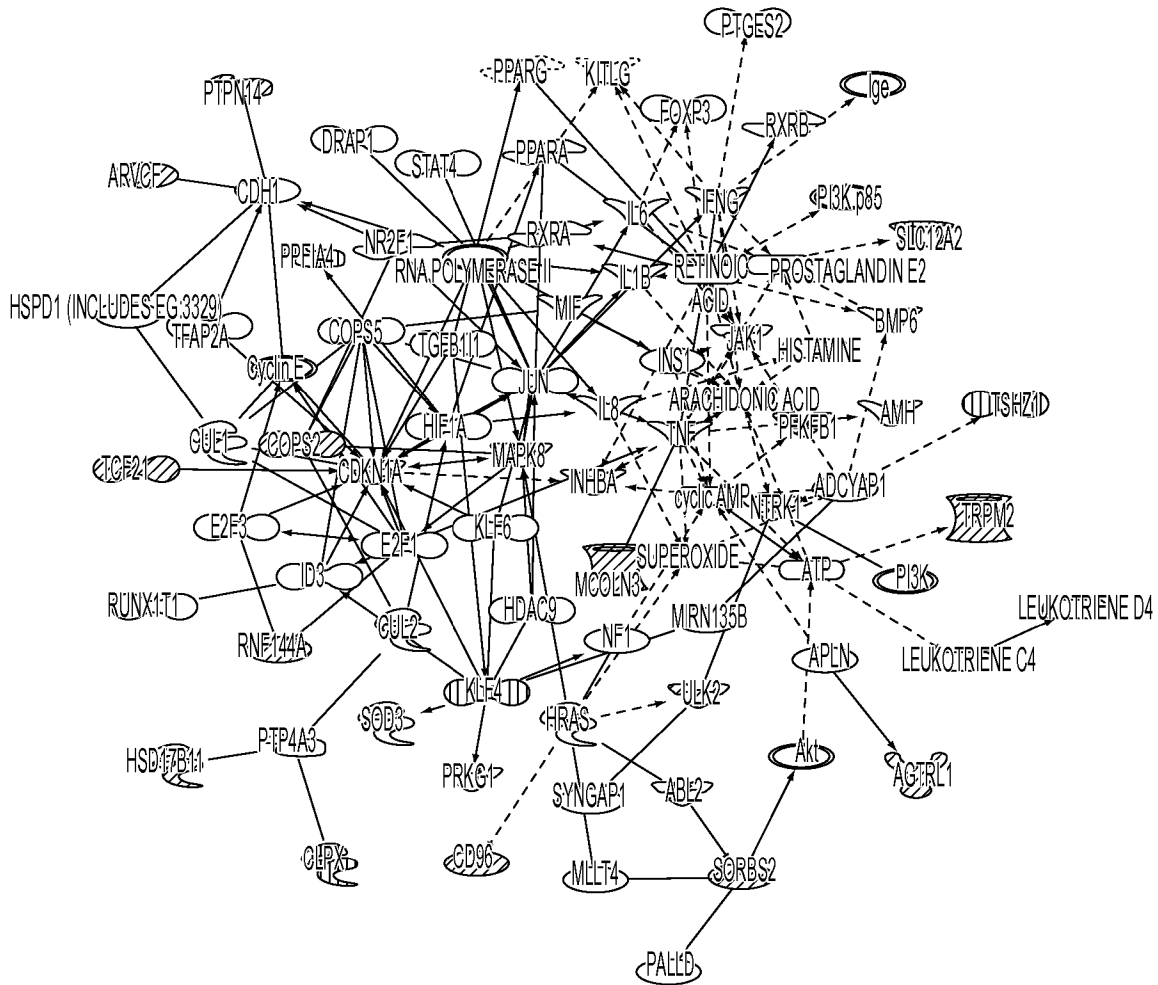 PTGES2
PPARG
KITLG
Ige
PTPN14
FOXP3
RXRB
DRAP1
STAT4
PPARA
ARVCF
CDH1
IL6
IFNG
PI3K p85
NR2F1
RXRA
SLC12A2
PPFIA4
RNA POLYMERASE II
IL1B
RETINOIC
ACID
PROSTAGLANDIN E2
HSPD1 (INCLUDES EG:3329)
MIF
BMP6
TFAP2A
COPS5
TGFB1I1
JAK1
HISTAMINE
Cyclin E
INS1
JUN
ARACHIDONIC ACID
IL8
AMH
TSHZ1
CUL1
COPS2
HIF1A
TNF
PFKFB1
TCF21
CDKN1A
MAPK8
INHBA
cyclic AMP
NTRK1
ADCYAP1
E2F3
E2F1
KLF6
TRPM2
SUPEROXIDE
MCOLN3
ATP
PI3K
ID3
RUNX1T1
HDAC9
MIRN135B
LEUKOTRIENE D4
RNF144A
CUL2
NF1
APLN
LEUKOTRIENE C4
KLF4
ULK2
SOD3
HRAS
PTP4A3
Akt
HSD17B11
PRKG1
SYNGAP1
ABL2
AGTRL1
CLPX
CD96
MLLT4
SORBS2
PALLD